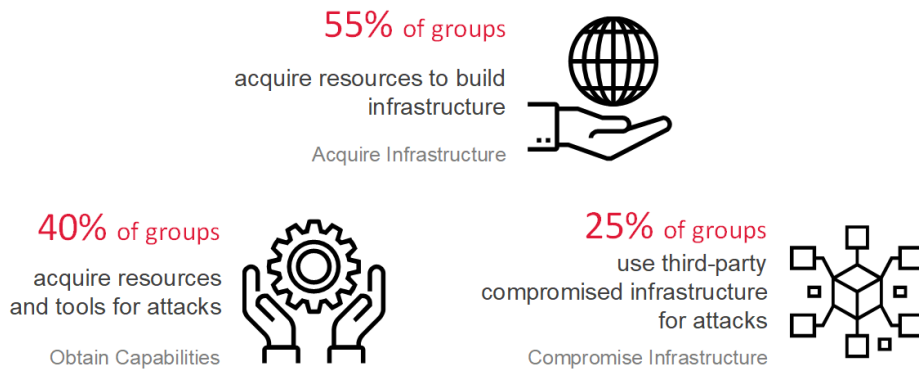 55% of groups
acquire resources to build
infrastructure
Acquire Infrastructure
40% of groups
acquire resources
and tools for attacks
Obtain Capabilities
25% of groups
use third-party
compromised infrastructure
for attacks
Compromise Infrastructure